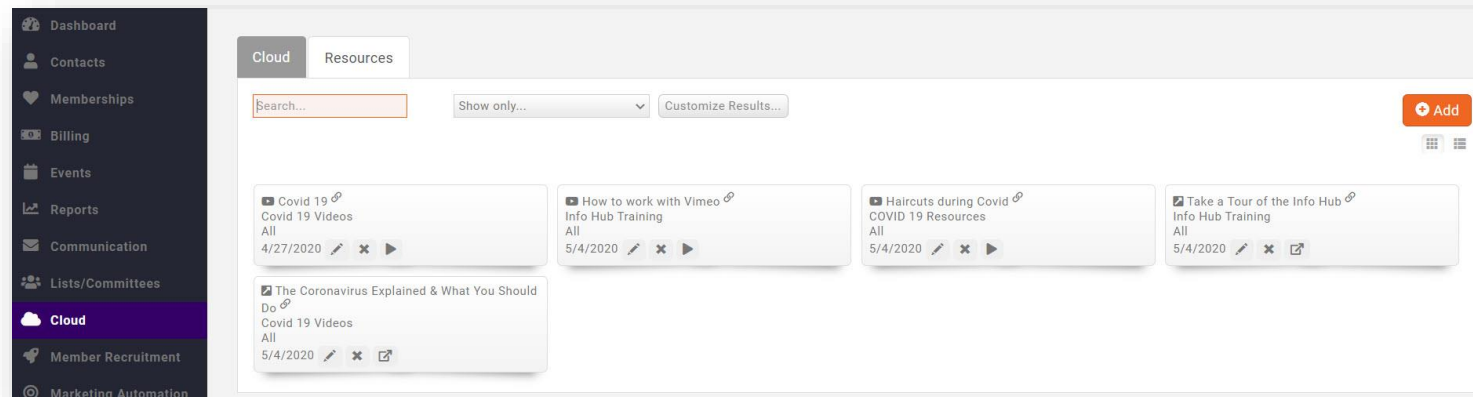 Dashboard
Contacts
Memberships
Billing
Events
Reports
Communication
Lists/Committees
Cloud
Member Recruitment
Marketing Automation
Cloud
Resources
Search...
Show only...
Customize Results...
Add
Covid 19
Covid 19 Videos
All
4/27/2020
How to work with Vimeo
Info Hub Training
All
5/4/2020
Haircuts during Covid
COVID 19 Resources
All
5/4/2020
Take a Tour of the Info Hub
Info Hub Training
All
5/4/2020
The Coronavirus Explained & What You Should
Do
Covid 19 Videos
All
5/4/2020